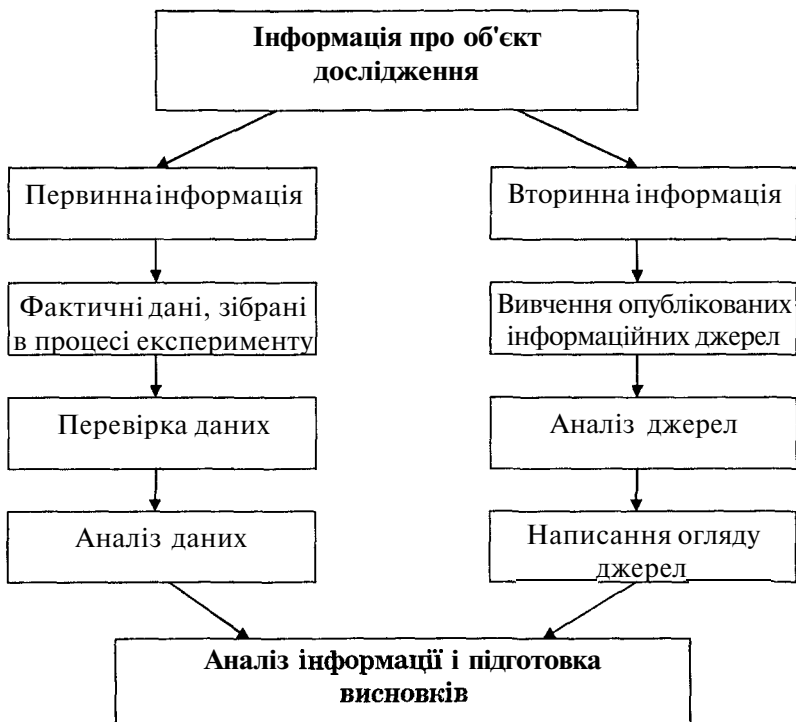 Інформація про об'єкт
дослідження
Первинна інформація
Вторинна інформація
Фактичні дані, зібрані
в процесі експерименту
Вивчення опублікованих
інформаційних джерел
Перевірка даних
Аналіз джерел
Аналіз даних
Написання огляду
джерел
Аналіз інформації і підготовка
висновків